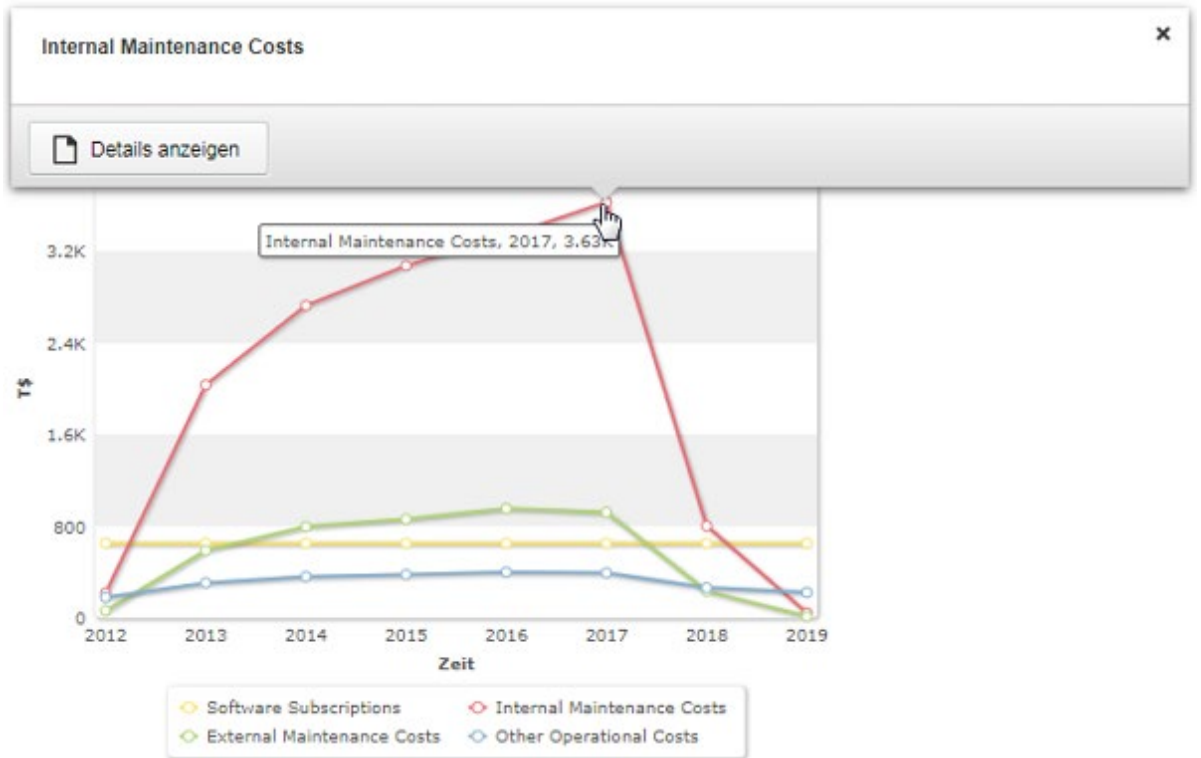 Internal Maintenance Costs
×
Details anzeigen
Internal Maintenance Costs, 2017, 3.63K
3.2K
2.4K
T$
1.6K
800
0
2012 2013 2014 2015 2016 2017 2018 2019
Zeit
Software Subscriptions Internal Maintenance Costs
External Maintenance Costs Other Operational Costs